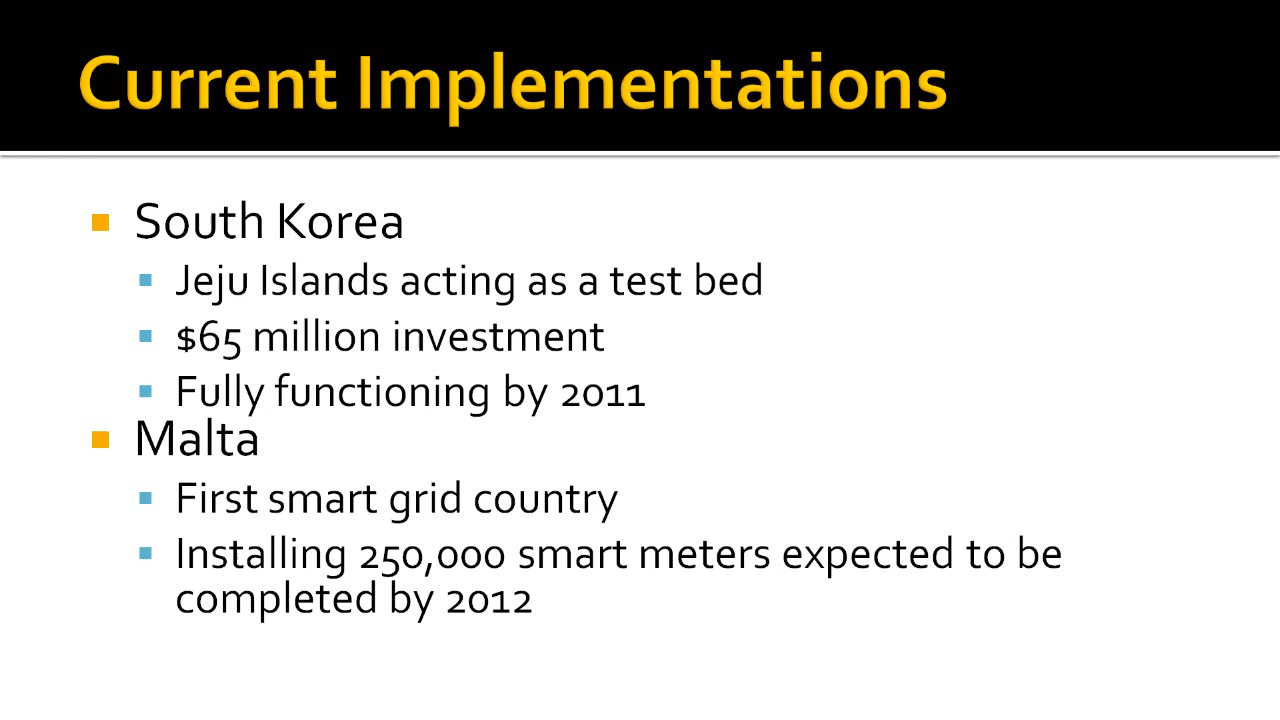 Current Implementations
South Korea
Jeju Islands acting as a test bed
$65 million investment
Fully functioning by 2011
Malta
First smart grid country
Installing 250,000 smart meters expected to be
completed by 2012